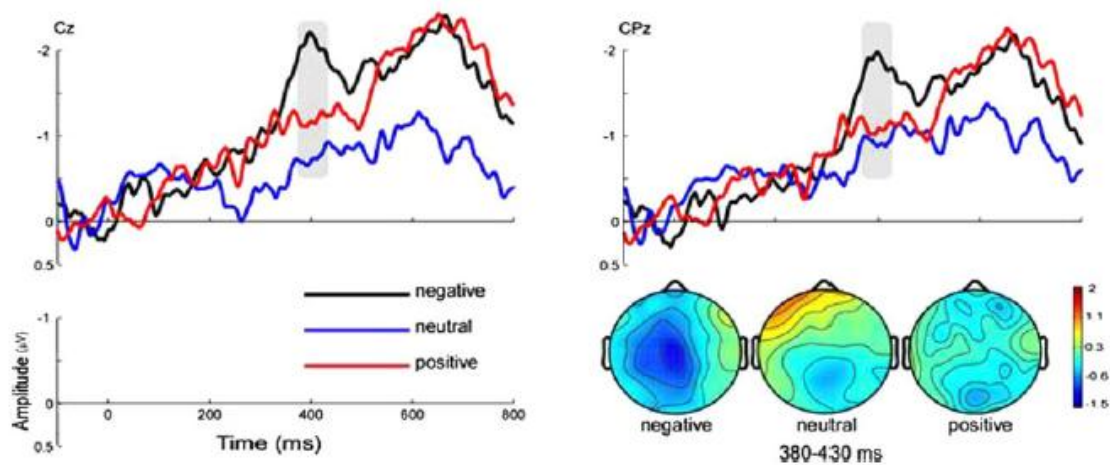 Cz
-2
-1
0
0.5
CPz
-2
-1
0
0.5
negative
neutral
positive
-1
0
0.5
Amplitude (µV)
0 200 400 600 800
Time (ms)
2
1.1
0.3
-0.6
-1.5
negative neutral positive
380-430 ms